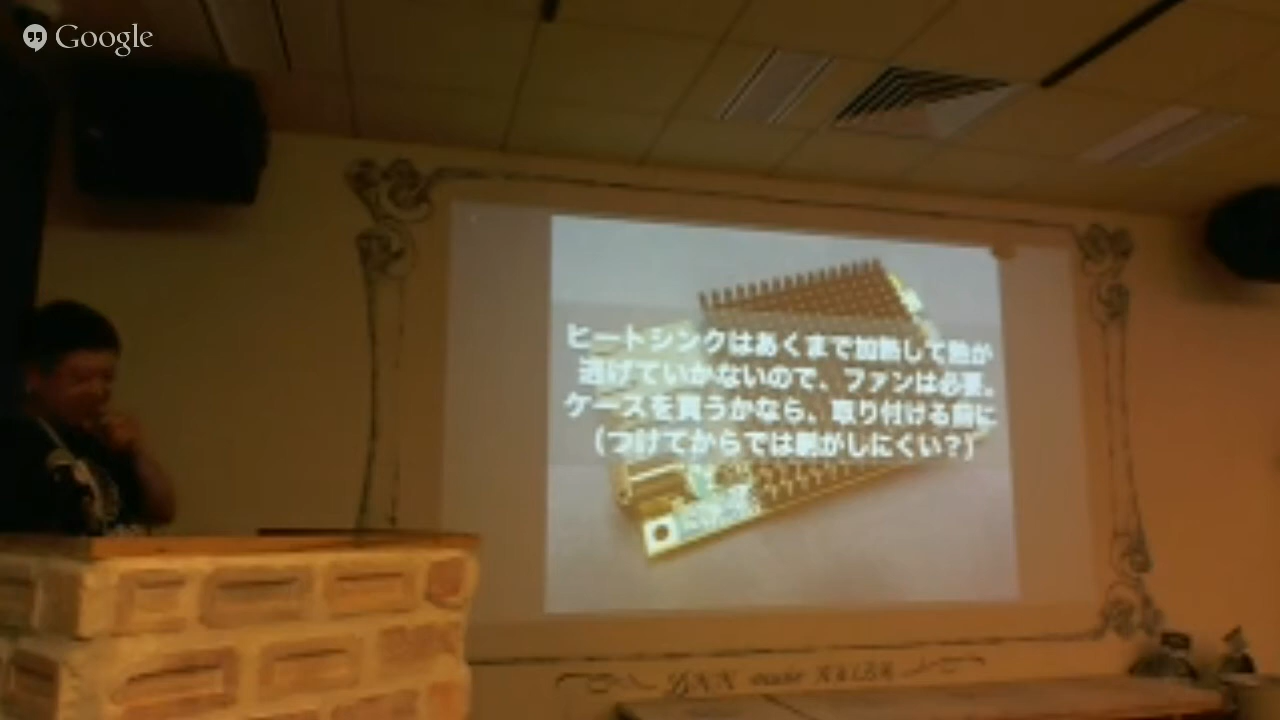 Google
ヒートシンクはあくまで加熱して熱が
逃げていかないので、ファンは必要。
ケースを買うかなら、取り付ける前に
(つけてからでは剥がしにくい?)